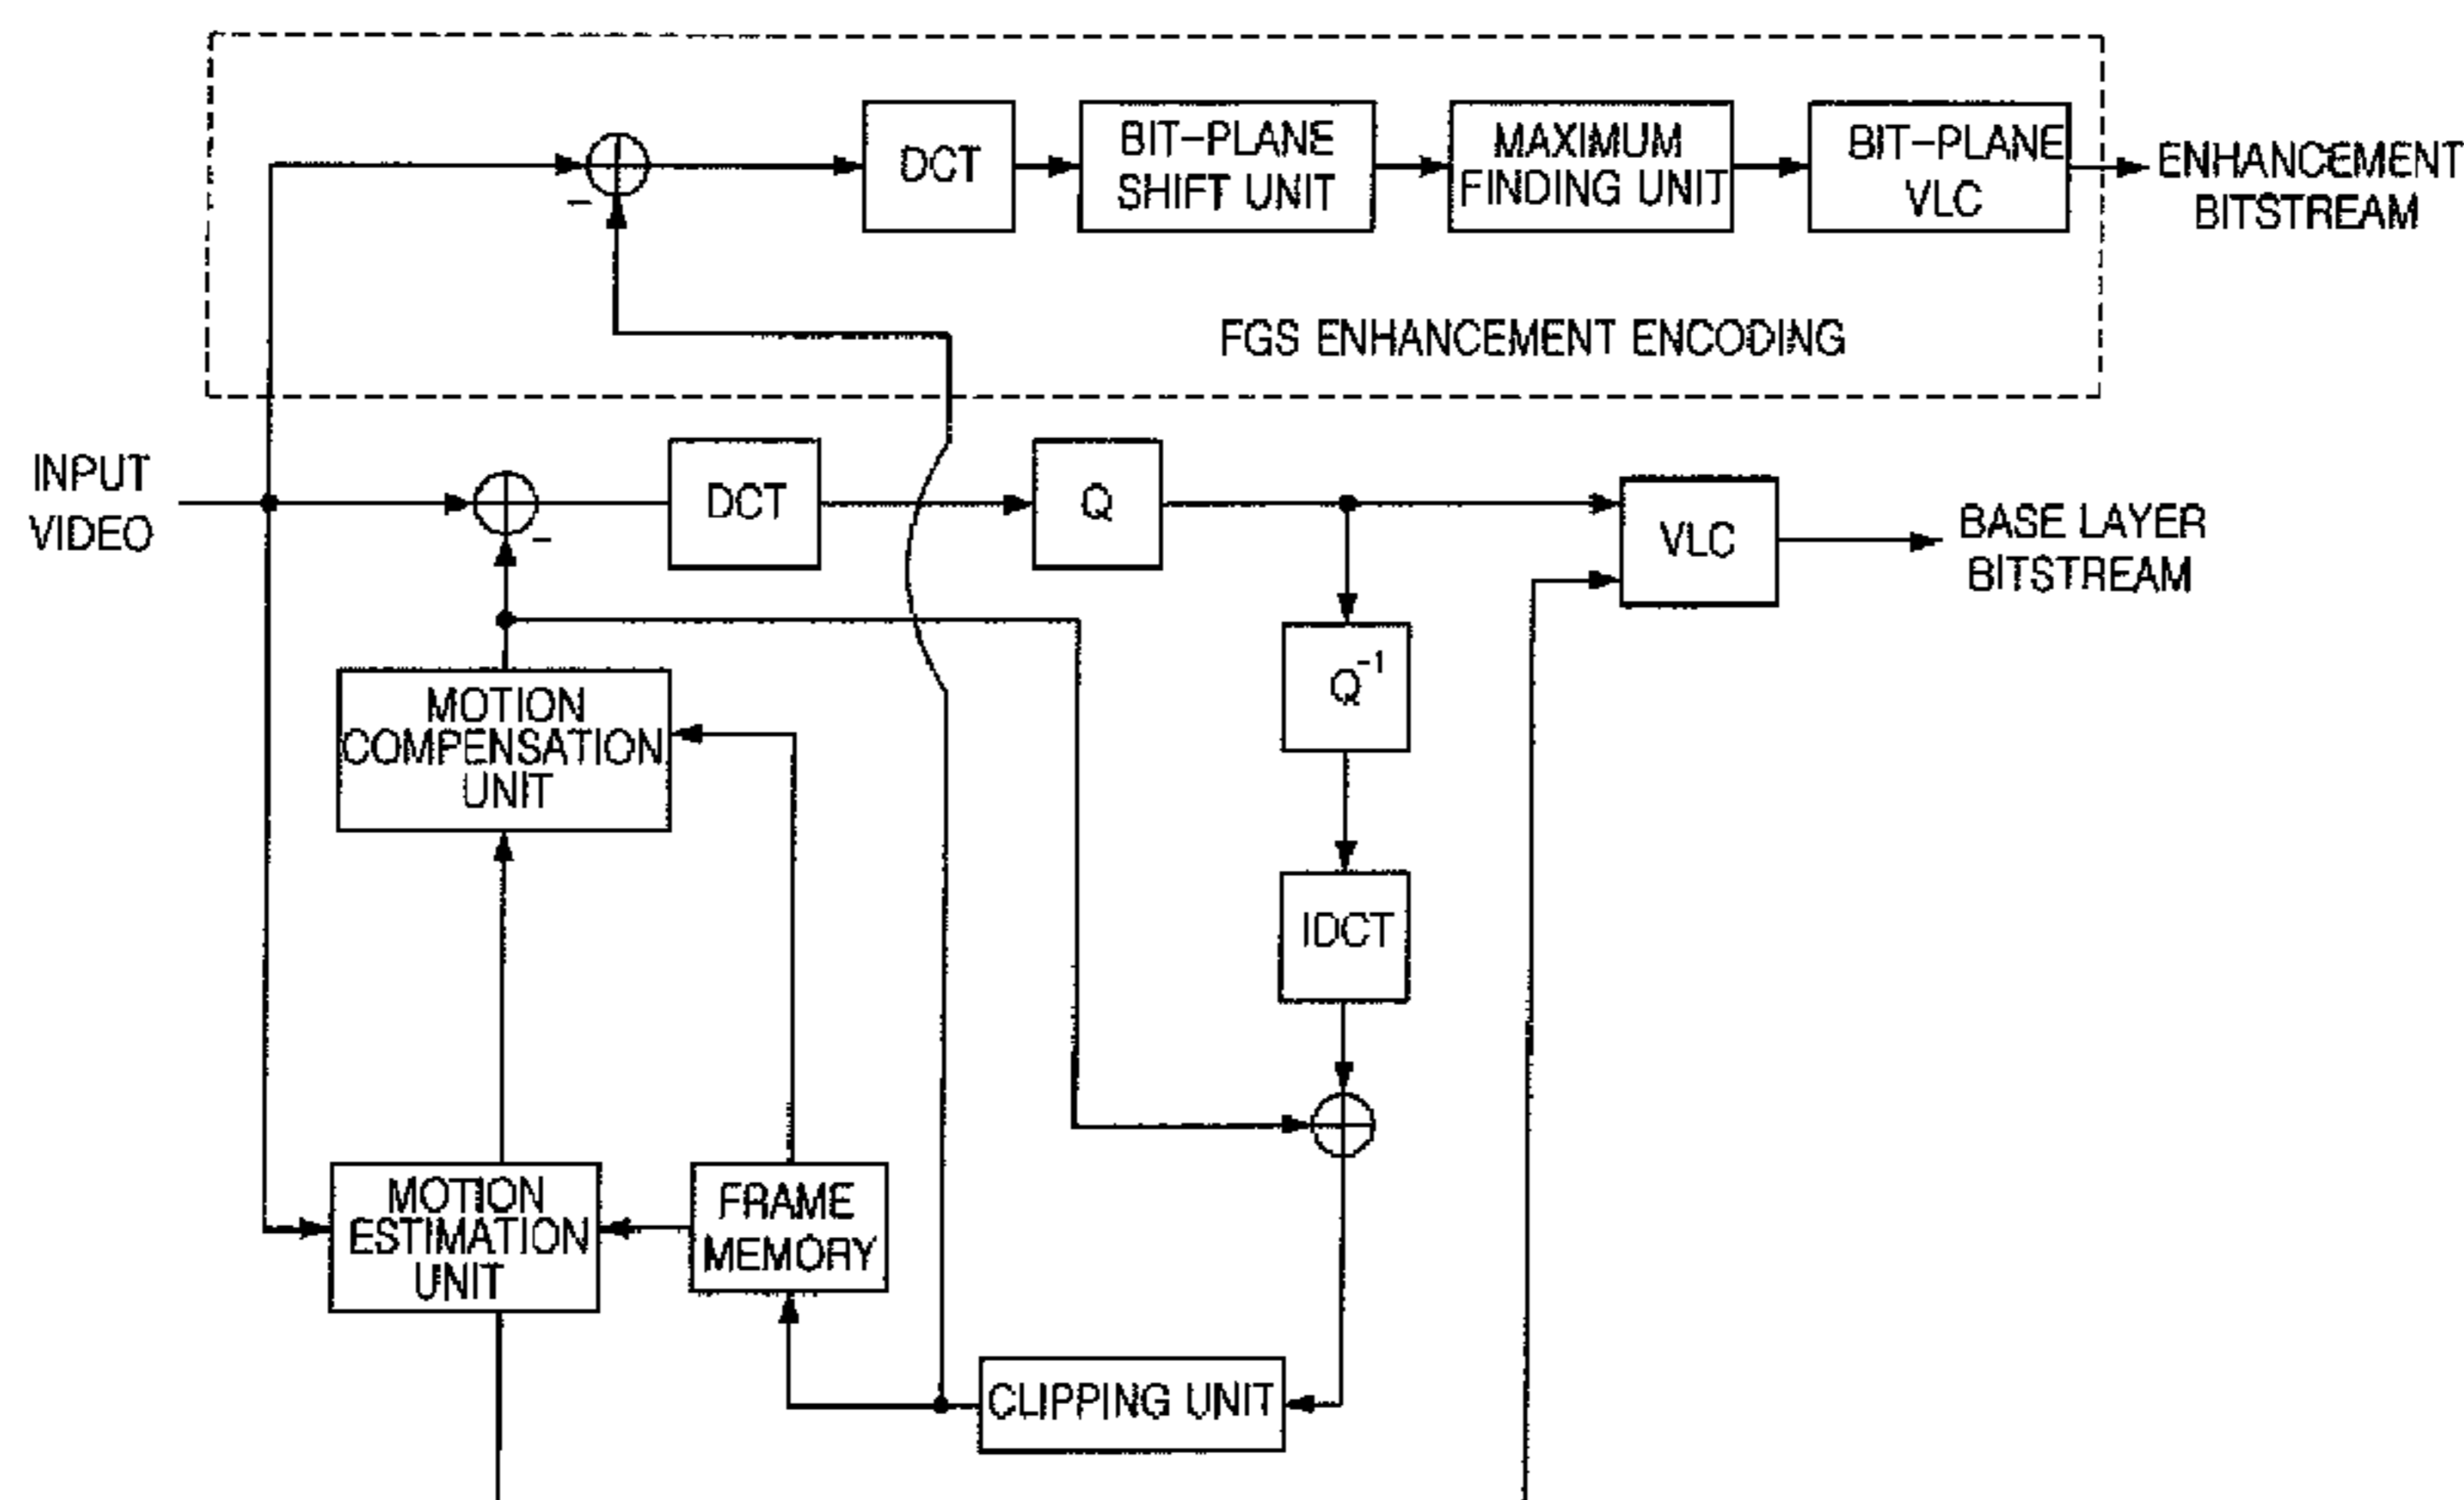 DCT
BIT-PLANE
SHIFT UNIT
MAXIMUM
FINDING UNIT
BIT-PLANE
VLC
ENHANCEMENT
BITSTREAM
FGS ENHANCEMENT ENCODING
INPUT
VIDEO
-
-
DCT
Q
VLC
BASE LAYER
BITSTREAM
Q⁻¹
MOTION
COMPENSATION
UNIT
IDCT
MOTION
ESTIMATION
UNIT
FRAME
MEMORY
CLIPPING UNIT